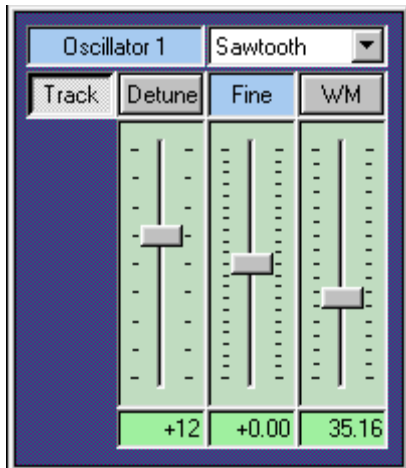 Oscillator 1 Sawtooth
Track Detune Fine WM
+12 +0.00 35.16